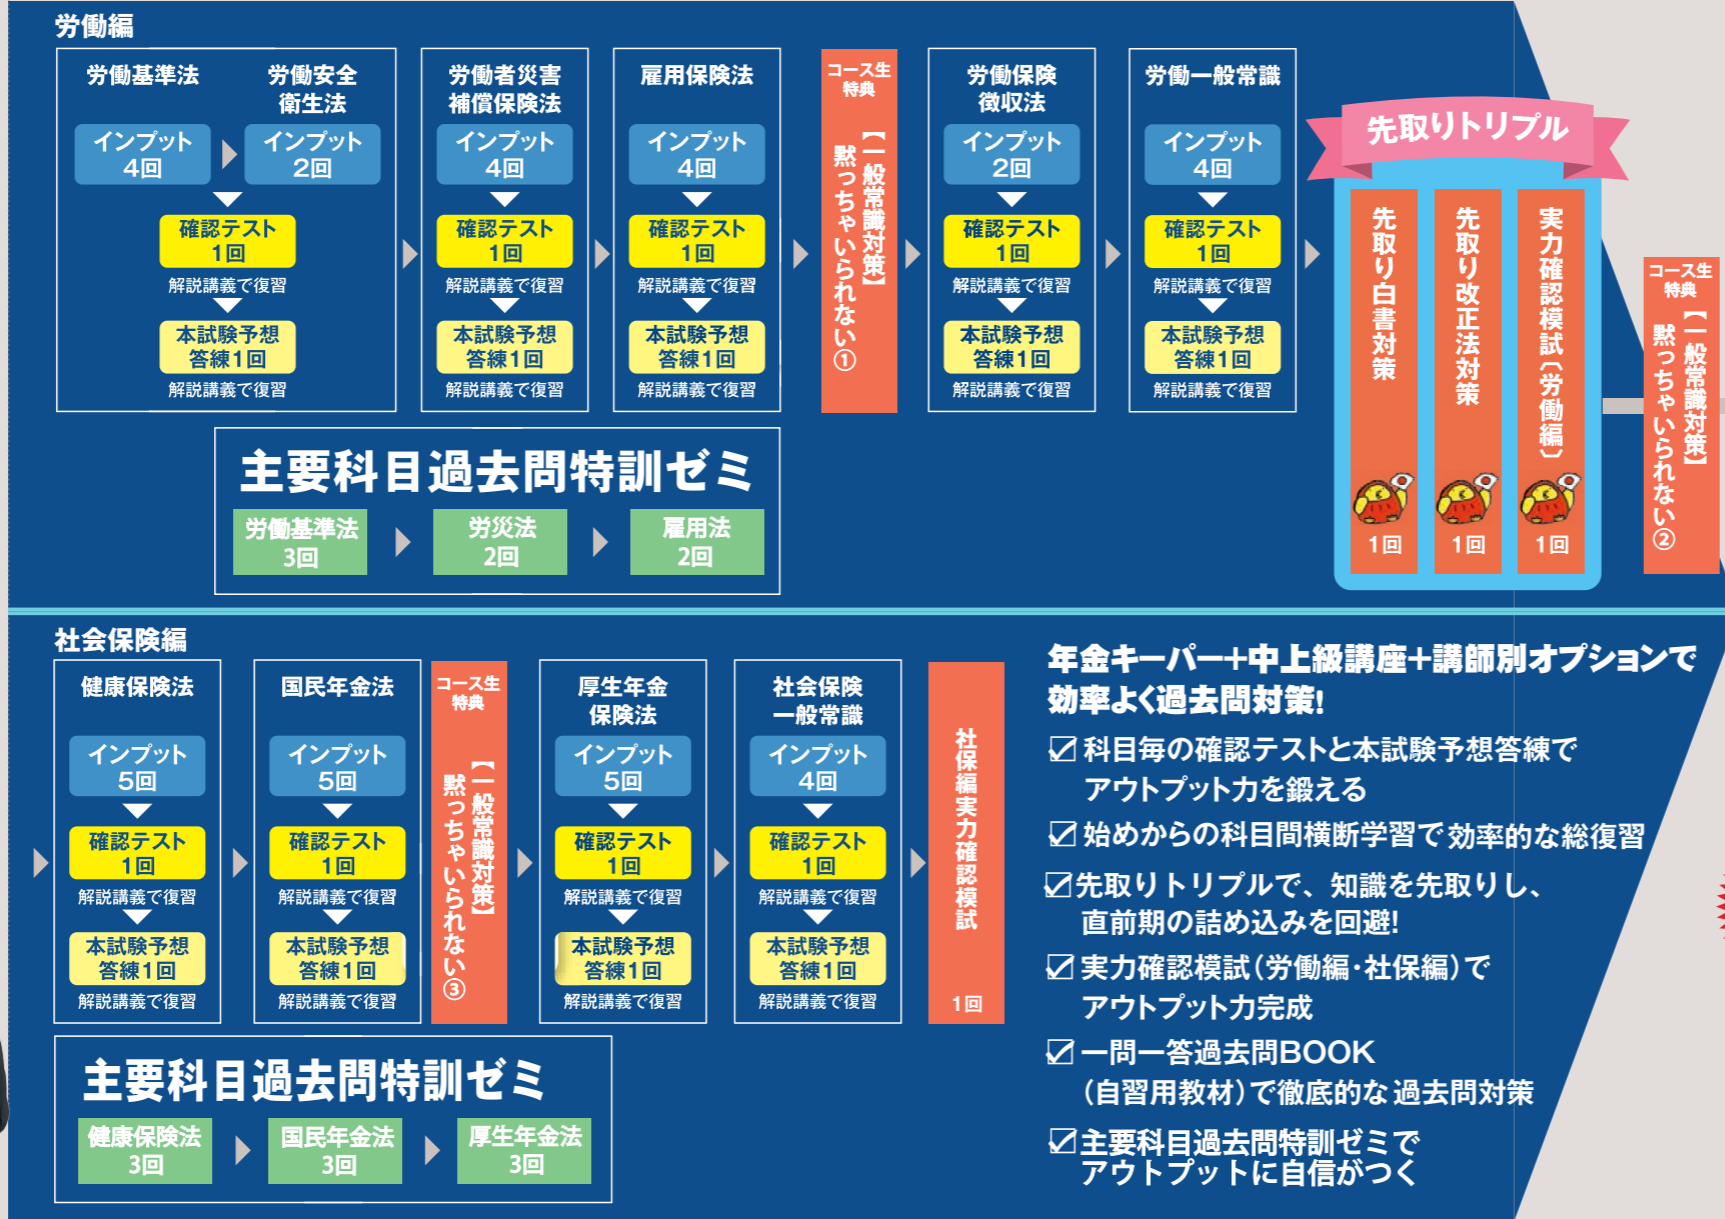 労働編
労働基準法
インプット
4回
労働安全
衛生法
インプット
2回
確認テスト
1回
解説講義で復習
本試験予想
答練1回
解説講義で復習
労働者災害
補償保険法
インプット
4回
確認テスト
1回
解説講義で復習
本試験予想
答練1回
解説講義で復習
雇用保険法
インプット
4回
確認テスト
1回
解説講義で復習
本試験予想
答練1回
解説講義で復習
コース生
特典
【一般常識対策】
黙っちゃいられない①
労働保険
徴収法
インプット
2回
確認テスト
1回
解説講義で復習
本試験予想
答練1回
解説講義で復習
労働一般常識
インプット
4回
確認テスト
1回
解説講義で復習
本試験予想
答練1回
解説講義で復習
先取りトリプル
先取り白書対策
1回
先取り改正法対策
1回
実力確認模試〔労働編〕
1回
コース生
特典
【一般常識対策】
黙っちゃいられない②
主要科目過去問特訓ゼミ
労働基準法
3回
労災法
2回
雇用法
2回
社会保険編
健康保険法
インプット
5回
確認テスト
1回
解説講義で復習
本試験予想
答練1回
解説講義で復習
国民年金法
インプット
5回
確認テスト
1回
解説講義で復習
本試験予想
答練1回
解説講義で復習
コース生
特典
【一般常識対策】
黙っちゃいられない③
厚生年金
保険法
インプット
5回
確認テスト
1回
解説講義で復習
本試験予想
答練1回
解説講義で復習
社会保険
一般常識
インプット
4回
確認テスト
1回
解説講義で復習
本試験予想
答練1回
解説講義で復習
社保編実力確認模試
1回
主要科目過去問特訓ゼミ
健康保険法
3回
国民年金法
3回
厚生年金法
3回
年金キーパー+中上級講座+講師別オプションで
効率よく過去問対策!
☑科目毎の確認テストと本試験予想答練で
アウトプット力を鍛える
☑始めからの科目間横断学習で効率的な総復習
☑先取りトリプルで、知識を先取りし、
直前期の詰め込みを回避!
☑実力確認模試(労働編・社保編)で
アウトプット力完成
☑一問一答過去問BOOK
(自習用教材)で徹底的な過去問対策
☑主要科目過去問特訓ゼミで
アウトプットに自信がつく